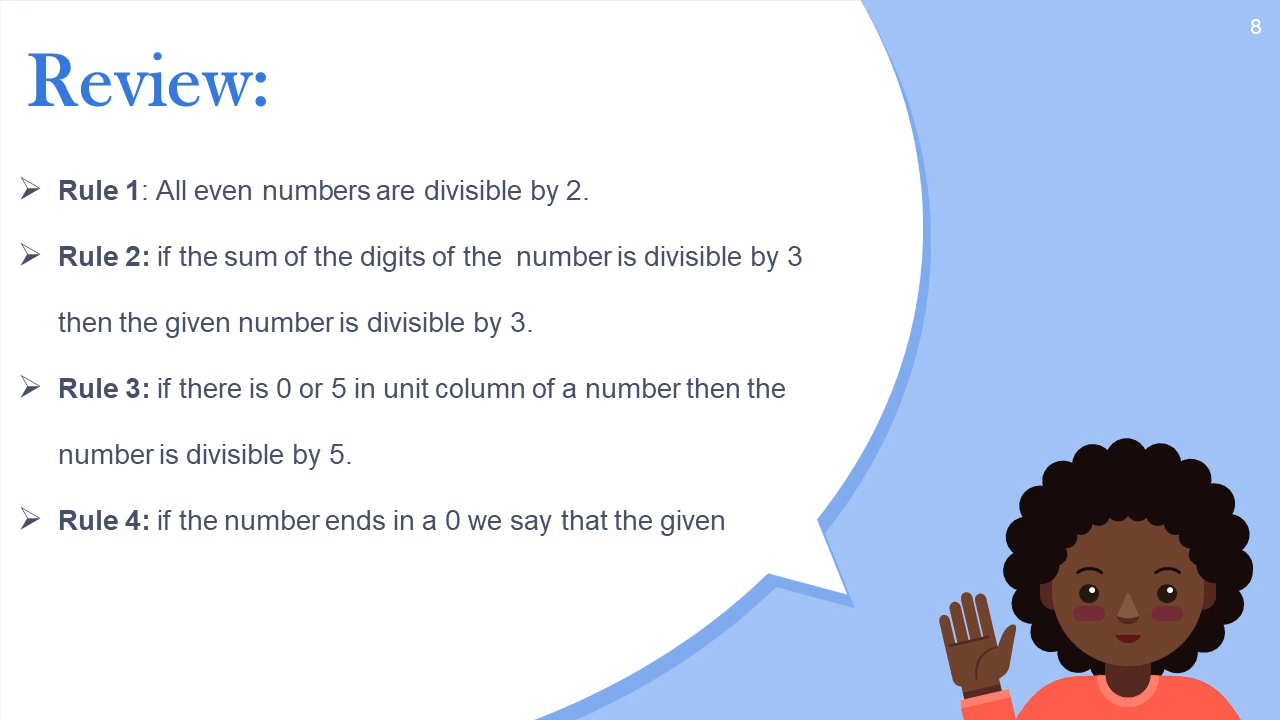 8
Review:
➢ Rule 1: All even numbers are divisible by 2.
➢ Rule 2: if the sum of the digits of the number is divisible by 3
then the given number is divisible by 3.
➢ Rule 3: if there is 0 or 5 in unit column of a number then the
number is divisible by 5.
➢ Rule 4: if the number ends in a 0 we say that the given